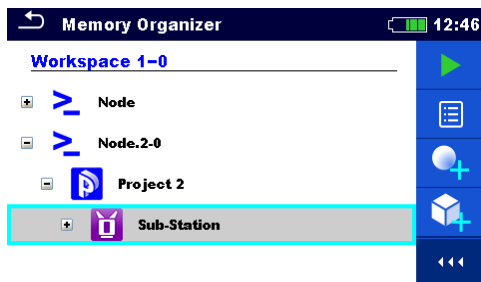 Memory Organizer 12:46
Workspace 1-0
Node
Node.2-0
Project 2
Sub-Station